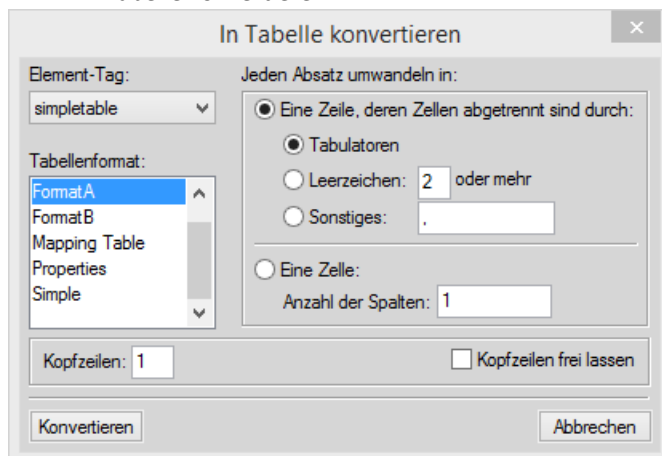 In Tabelle konvertieren
Element-Tag:
simpletable
Tabellenformat:
FormatA
FormatB
Mapping Table
Properties
Simple
Jeden Absatz umwandeln in:
Eine Zeile, deren Zellen abgetrennt sind durch:
Tabulatoren
Leerzeichen: 2 oder mehr
Sonstiges: ,
Eine Zelle:
Anzahl der Spalten: 1
Kopfzeilen: 1
Kopfzeilen frei lassen
Konvertieren
Abbrechen